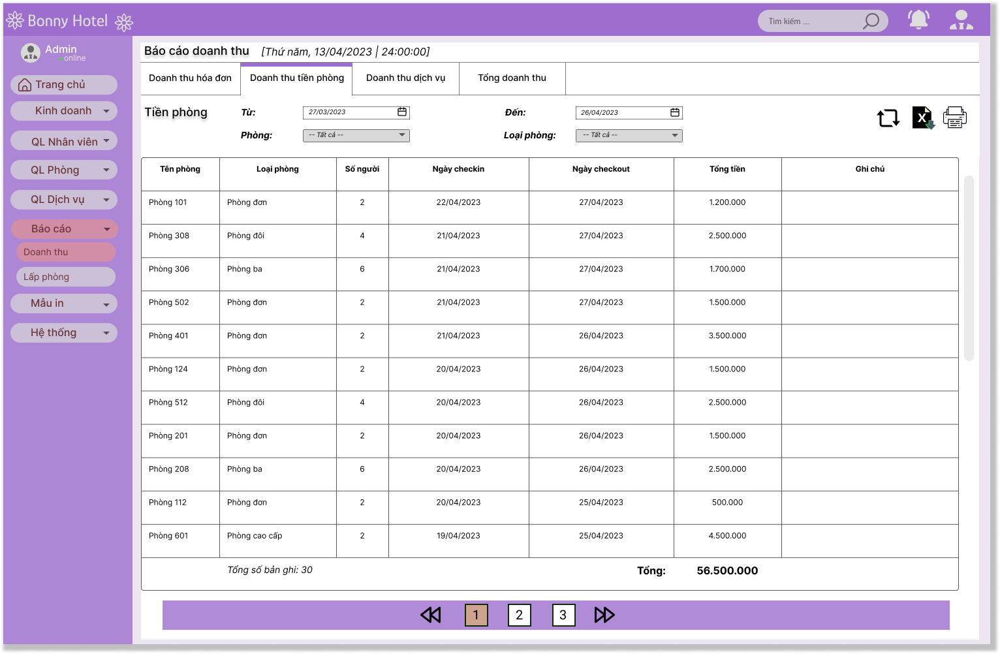 Bonny Hotel
Tìm kiếm ....
Admin
online
Trang chủ
Kinh doanh
QL Nhân viên
QL Phòng
QL Dịch vụ
Báo cáo
Doanh thu
Lấp phòng
Mẫu in
Hệ thống
Báo cáo doanh thu [Thứ năm, 13/04/2023 | 24:00:00]
Doanh thu hóa đơn Doanh thu tiền phòng Doanh thu dịch vụ Tổng doanh thu
Tiền phòng Từ: 27/03/2023 Đến: 26/04/2023
Phòng: -- Tất cả -- Loại phòng: -- Tất cả --
X
Tên phòng Loại phòng Số người Ngày checkin Ngày checkout Tổng tiền Ghi chú
Phòng 101 Phòng đơn 2 22/04/2023 27/04/2023 1.200.000
Phòng 308 Phòng đôi 4 21/04/2023 27/04/2023 2.500.000
Phòng 306 Phòng ba 6 21/04/2023 27/04/2023 1.700.000
Phòng 502 Phòng đơn 2 21/04/2023 27/04/2023 1.500.000
Phòng 401 Phòng đơn 2 21/04/2023 26/04/2023 3.500.000
Phòng 124 Phòng đơn 2 20/04/2023 26/04/2023 1.500.000
Phòng 512 Phòng đôi 4 20/04/2023 26/04/2023 2.500.000
Phòng 201 Phòng đơn 2 20/04/2023 26/04/2023 1.500.000
Phòng 208 Phòng ba 6 20/04/2023 26/04/2023 2.500.000
Phòng 112 Phòng đơn 2 20/04/2023 25/04/2023 500.000
Phòng 601 Phòng cao cấp 2 19/04/2023 25/04/2023 4.500.000
Tổng số bản ghi: 30 Tổng: 56.500.000
1 2 3